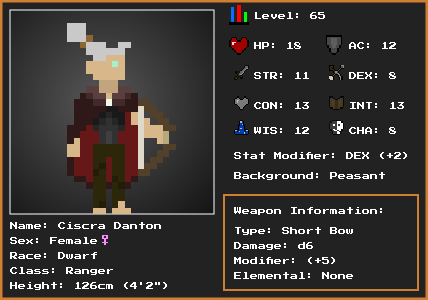 Level: 65
HP: 18 AC: 12
STR: 11 DEX: 8
CON: 13 INT: 13
WIS: 12 CHA: 8
Stat Modifier: DEX (+2)
Background: Peasant
Weapon Information:
Type: Short Bow
Damage: d6
Modifier: (+5)
Elemental: None
Name: Ciscra Danton
Sex: Female♀
Race: Dwarf
Class: Ranger
Height: 126cm (4'2")